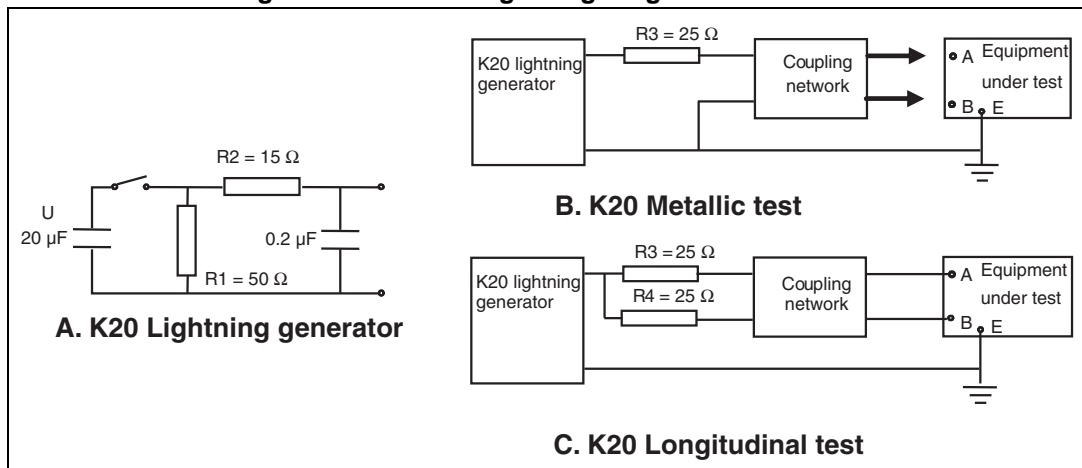 R2 = 15 Ω
U
20 µF
0.2 µF
R1 = 50 Ω
A. K20 Lightning generator
K20 lightning
generator
R3 = 25 Ω
Coupling
network
A
Equipment
under test
B
E
B. K20 Metallic test
K20 lightning
generator
R3 = 25 Ω
R4 = 25 Ω
Coupling
network
A
Equipment
under test
B
E
C. K20 Longitudinal test